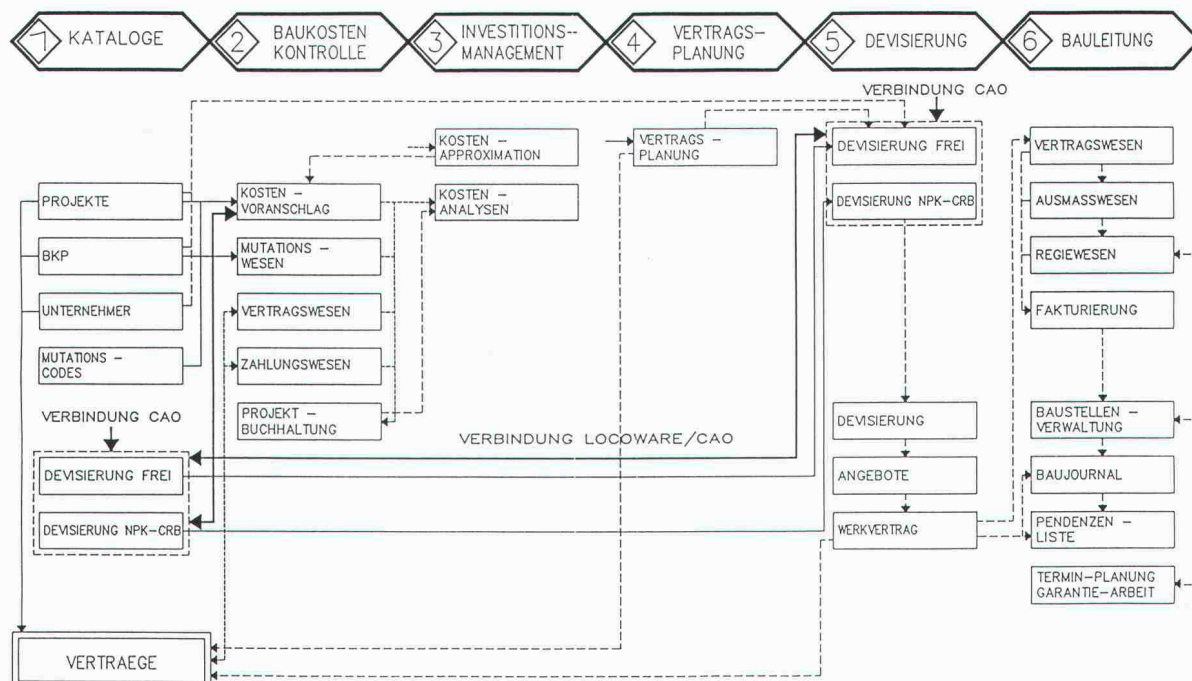 1 KATALOGE
2 BAUKOSTEN
KONTROLLE
3 INVESTITIONS-
MANAGEMENT
4 VERTRAGS-
PLANUNG
5 DEVISIERUNG
6 BAULEITUNG
PROJEKTE
BKP
UNTERNEHMER
MUTATIONS -
CODES
VERBINDUNG CAO
DEVISIERUNG FREI
DEVISIERUNG NPK-CRB
VERTRAEGE
KOSTEN -
VORANSCHLAG
MUTATIONS -
WESEN
VERTRAGSWESEN
ZAHLUNGSWESEN
PROJEKT -
BUCHHALTUNG
KOSTEN -
APPROXIMATION
KOSTEN -
ANALYSEN
VERBINDUNG LOCOWARE/CAO
VERTRAGS -
PLANUNG
VERBINDUNG CAO
DEVISIERUNG FREI
DEVISIERUNG NPK-CRB
DEVISIERUNG
ANGEBOTE
WERKVERTRAG
VERTRAGSWESEN
AUSMASSWESEN
REGIEWESEN
FAKTURIERUNG
BAUSTELLEN -
VERWALTUNG
BAUJOURNAL
PENDENZEN -
LISTE
TERMIN-PLANUNG
GARANTIE-ARBEIT